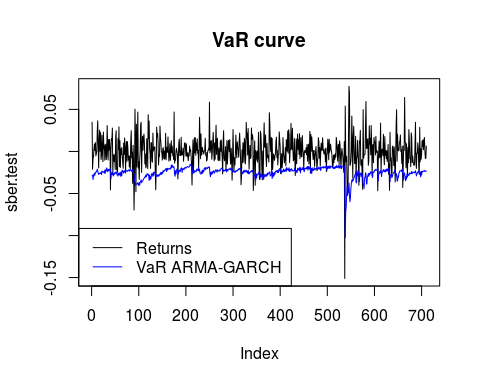 VaR curve
sber.test
0.05
-0.05
-0.15
Returns
VaR ARMA-GARCH
0 100 200 300 400 500 600 700
Index